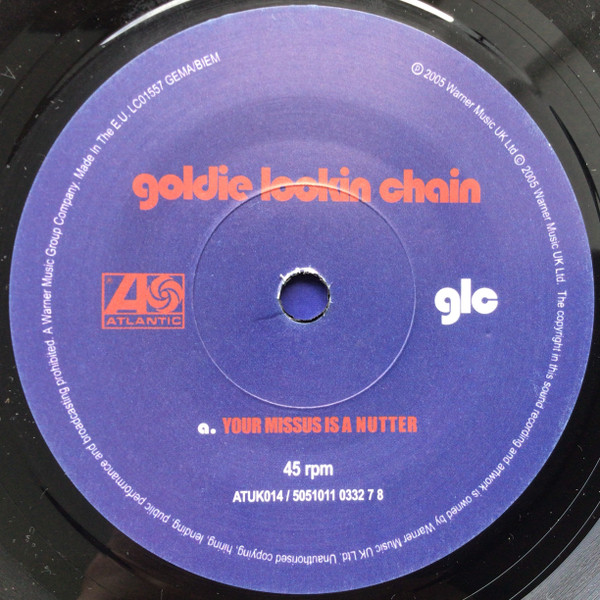 goldie lookin chain
ATLANTIC
glc
a. YOUR MISSUS IS A NUTTER
45 rpm
ATUK014 / 5051011 0332 7 8
℗ 2005 Warner Music UK Ltd © 2005 Warner Music UK Ltd. The copyright in this sound recording and artwork is owned by Warner Music UK Ltd. Unauthorised copying, hiring, lending, public performance and broadcasting prohibited. A Warner Music Group Company. Made In The E.U. LC01557 GEMA/BIEM